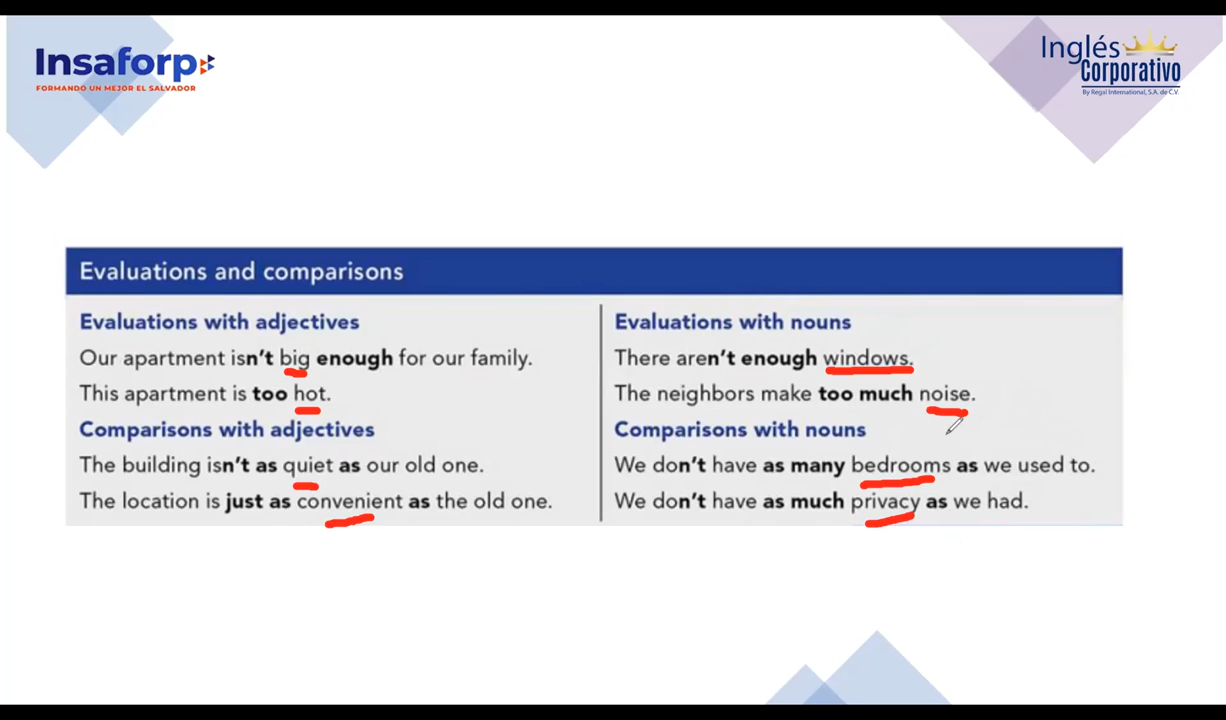 Insaforp
FORMANDO UN MEJOR EL SALVADOR
Inglés
Corporativo
By Regal International, S.A. de C.V.
Evaluations and comparisons
Evaluations with adjectives
Our apartment isn't big enough for our family.
This apartment is too hot.
Comparisons with adjectives
The building isn't as quiet as our old one.
The location is just as convenient as the old one.
Evaluations with nouns
There aren't enough windows.
The neighbors make too much noise.
Comparisons with nouns
We don't have as many bedrooms as we used to.
We don't have as much privacy as we had.